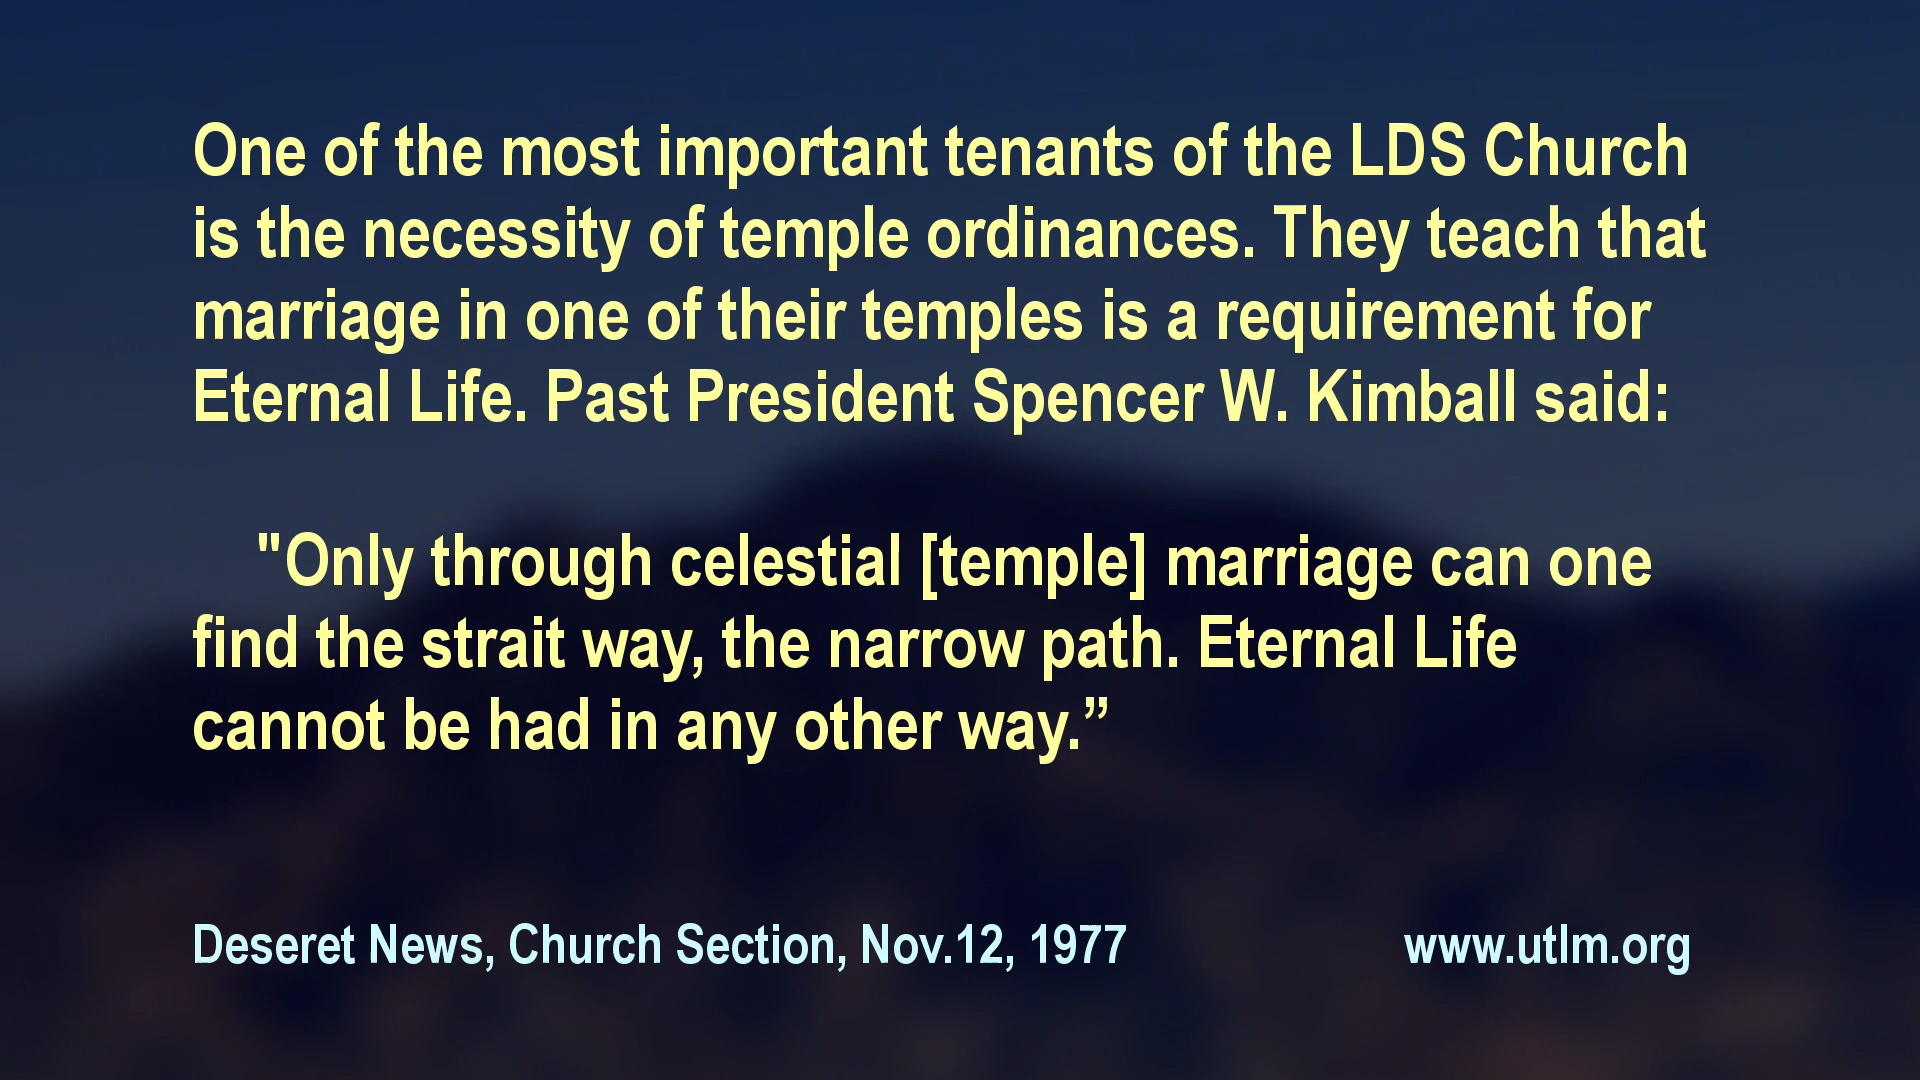 One of the most important tenants of the LDS Church
is the necessity of temple ordinances. They teach that
marriage in one of their temples is a requirement for
Eternal Life. Past President Spencer W. Kimball said:
"Only through celestial [temple] marriage can one
find the strait way, the narrow path. Eternal Life
cannot be had in any other way.”
Deseret News, Church Section, Nov.12, 1977
www.utlm.org